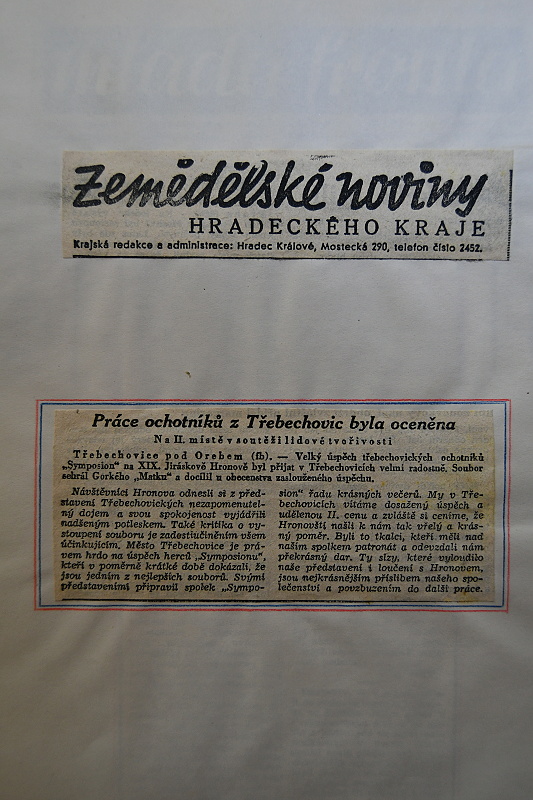 Zemědělské noviny
HRADECKÉHO KRAJE
Krajská redakce a administrace: Hradec Králové, Mostecká 290, telefon číslo 2452.
Práce ochotníků z Třebechovic byla oceněna
Na II. místě v soutěži lidové tvořivosti
Třebechovice pod Orebem (fb). — Velký úspěch třebechovických ochotníků
„Symposion" na XIX. Jiráskově Hronově byl přijat v Třebechovicích velmi radostně. Soubor
sehrál Gorkého „Matku" a docílil u obecenstva zaslouženého úspěchu.
Návštěvníci Hronova odnesli si z před-
stavení Třebechovických nezapomenutel-
ný dojem a svou spokojenost vyjádřili
nadšeným potleskem. Také kritika o vy-
stoupení souboru je zadostiučiněním všem
účinkujícím. Město Třebechovice je prá-
vem hrdo na úspěch herců „Symposionu",
kteří v poměrně krátké době dokázali, že
jsou jedním z nejlepších souborů. Svými
představeními připravil spolek „Sympo-
sion" řadu krásných večerů. My v Tře-
bechovicích vítáme dosažený úspěch a
udělenou II. cenu a zvláště si ceníme, že
Hronovští našli k nám tak vřelý a krás-
ný poměr. Byli to tkalci, kteří měli nad
naším spolkem patronát a odevzdali nám
překrásný dar. Ty slzy, které vyloudilo
naše představení i loučení s Hronovem,
jsou nejkrásnějším příslibem našeho spo-
lečenství a povzbuzením do další práce.